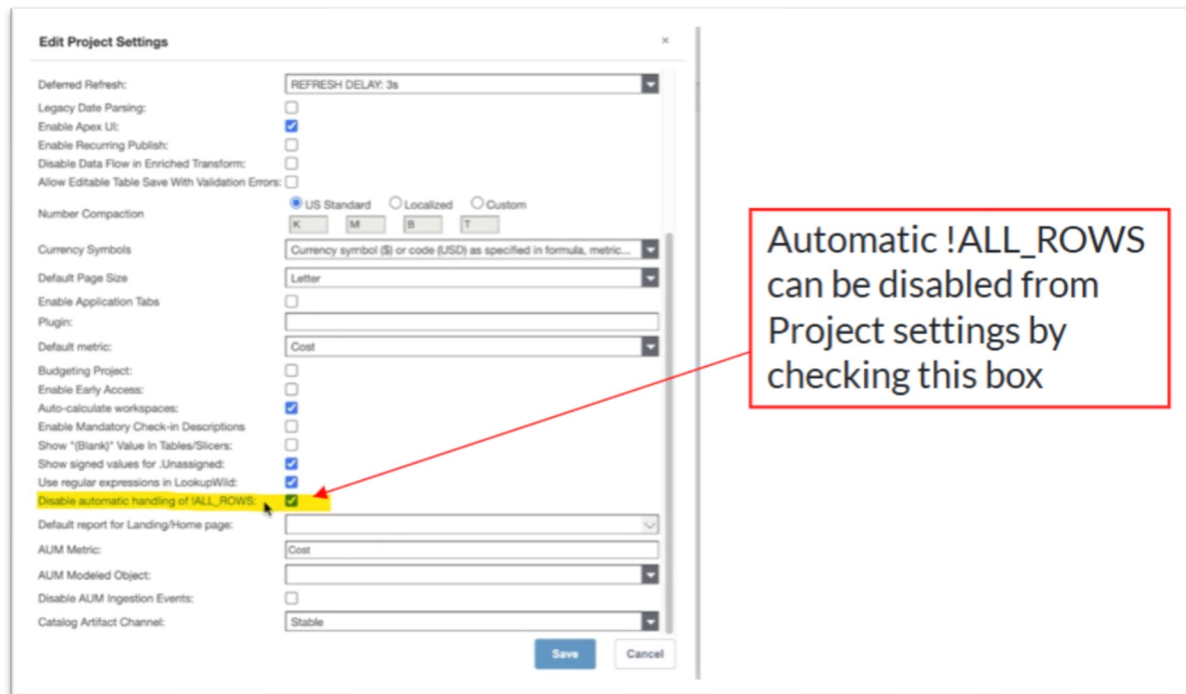 Edit Project Settings ×
Deferred Refresh: REFRESH DELAY: 3s
Legacy Date Parsing:
Enable Apex UI:
Enable Recurring Publish:
Disable Data Flow in Enriched Transform:
Allow Editable Table Save With Validation Errors:
Number Compaction US Standard Localized Custom
K M B T
Currency Symbols Currency symbol ($) or code (USD) as specified in formula, metric...
Default Page Size Letter
Enable Application Tabs
Plugin:
Default metric: Cost
Budgeting Project:
Enable Early Access:
Auto-calculate workspaces:
Enable Mandatory Check-in Descriptions
Show "(Blank)" Value In Tables/Slicers:
Show signed values for .Unassigned:
Use regular expressions in LookupWild:
Disable automatic handling of !ALL_ROWS:
Default report for Landing/Home page:
AUM Metric: Cost
AUM Modeled Object:
Disable AUM Ingestion Events:
Catalog Artifact Channel: Stable
Save Cancel
Automatic !ALL_ROWS
can be disabled from
Project settings by
checking this box